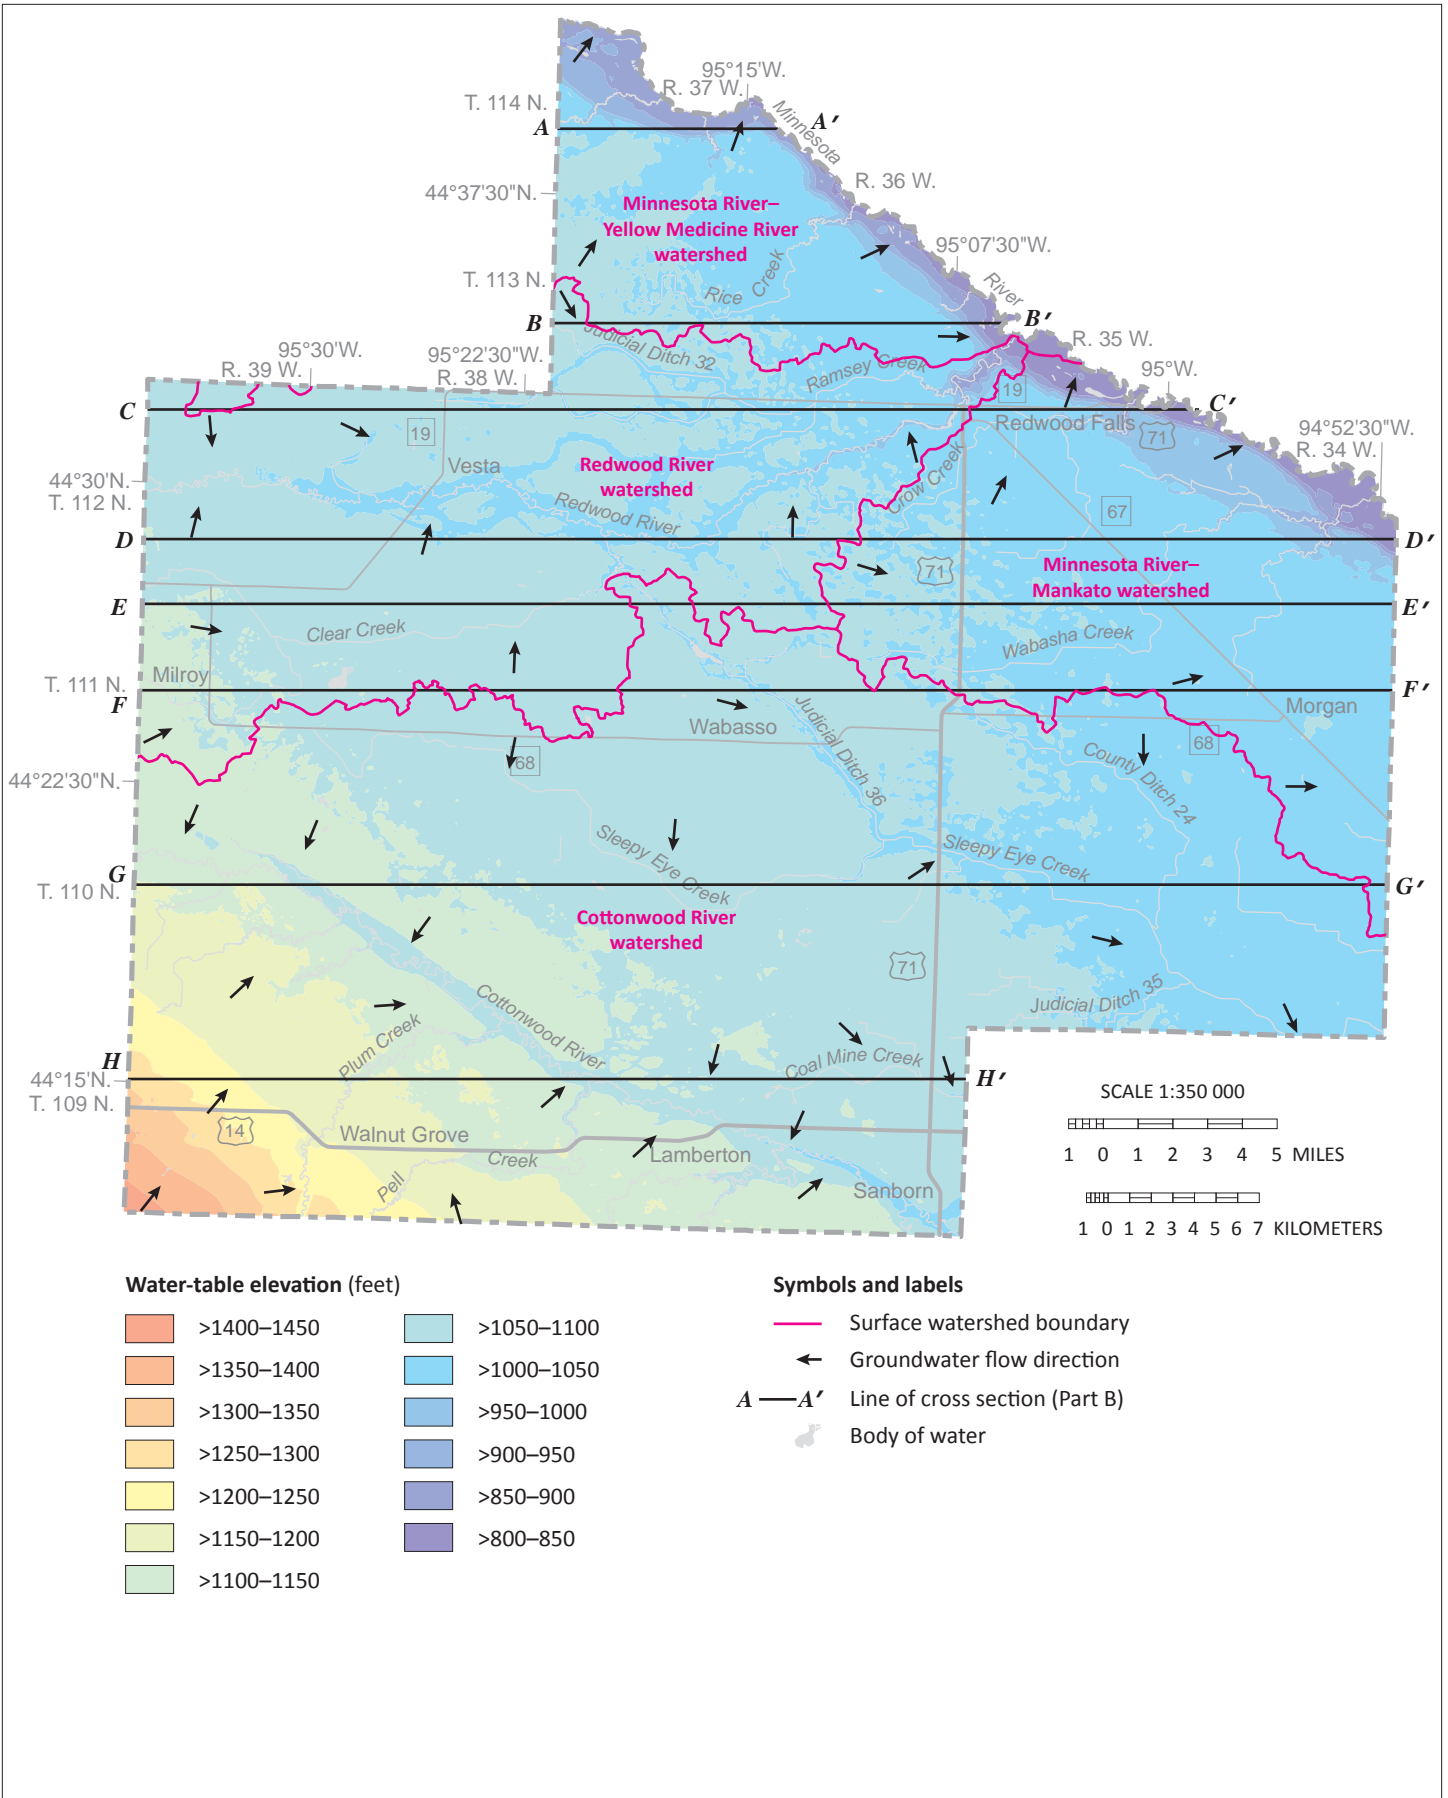 95°15'W.
R. 37 W.
T. 114 N.
A
A′
Minnesota
44°37'30"N.
R. 36 W.
Minnesota River–
Yellow Medicine River
watershed
95°07'30"W.
T. 113 N.
Rice Creek
River
B
B′
Judicial Ditch 32
R. 35 W.
95°30'W.
R. 39 W.
95°22'30"W.
R. 38 W.
Ramsey Creek
95°W.
19
C
C′
Redwood Falls
71
94°52'30"W.
R. 34 W.
19
Vesta
Redwood River
watershed
Crow Creek
44°30'N.
T. 112 N.
Redwood River
67
D
D′
71
Minnesota River–
Mankato watershed
E
E′
Clear Creek
Wabasha Creek
Milroy
T. 111 N.
F
F′
Wabasso
Judicial Ditch 36
Morgan
68
68
County Ditch 24
44°22'30"N.
Sleepy Eye Creek
Sleepy Eye Creek
G
G′
T. 110 N.
Cottonwood River
watershed
71
Cottonwood River
Judicial Ditch 35
Plum Creek
Coal Mine Creek
H
H′
44°15'N.
T. 109 N.
14
Walnut Grove
Creek
Pell
Lamberton
Sanborn
SCALE 1:350 000
1 0 1 2 3 4 5 MILES
1 0 1 2 3 4 5 6 7 KILOMETERS
Water-table elevation (feet)
>1400–1450
>1350–1400
>1300–1350
>1250–1300
>1200–1250
>1150–1200
>1100–1150
>1050–1100
>1000–1050
>950–1000
>900–950
>850–900
>800–850
Symbols and labels
Surface watershed boundary
Groundwater flow direction
A A′ Line of cross section (Part B)
Body of water